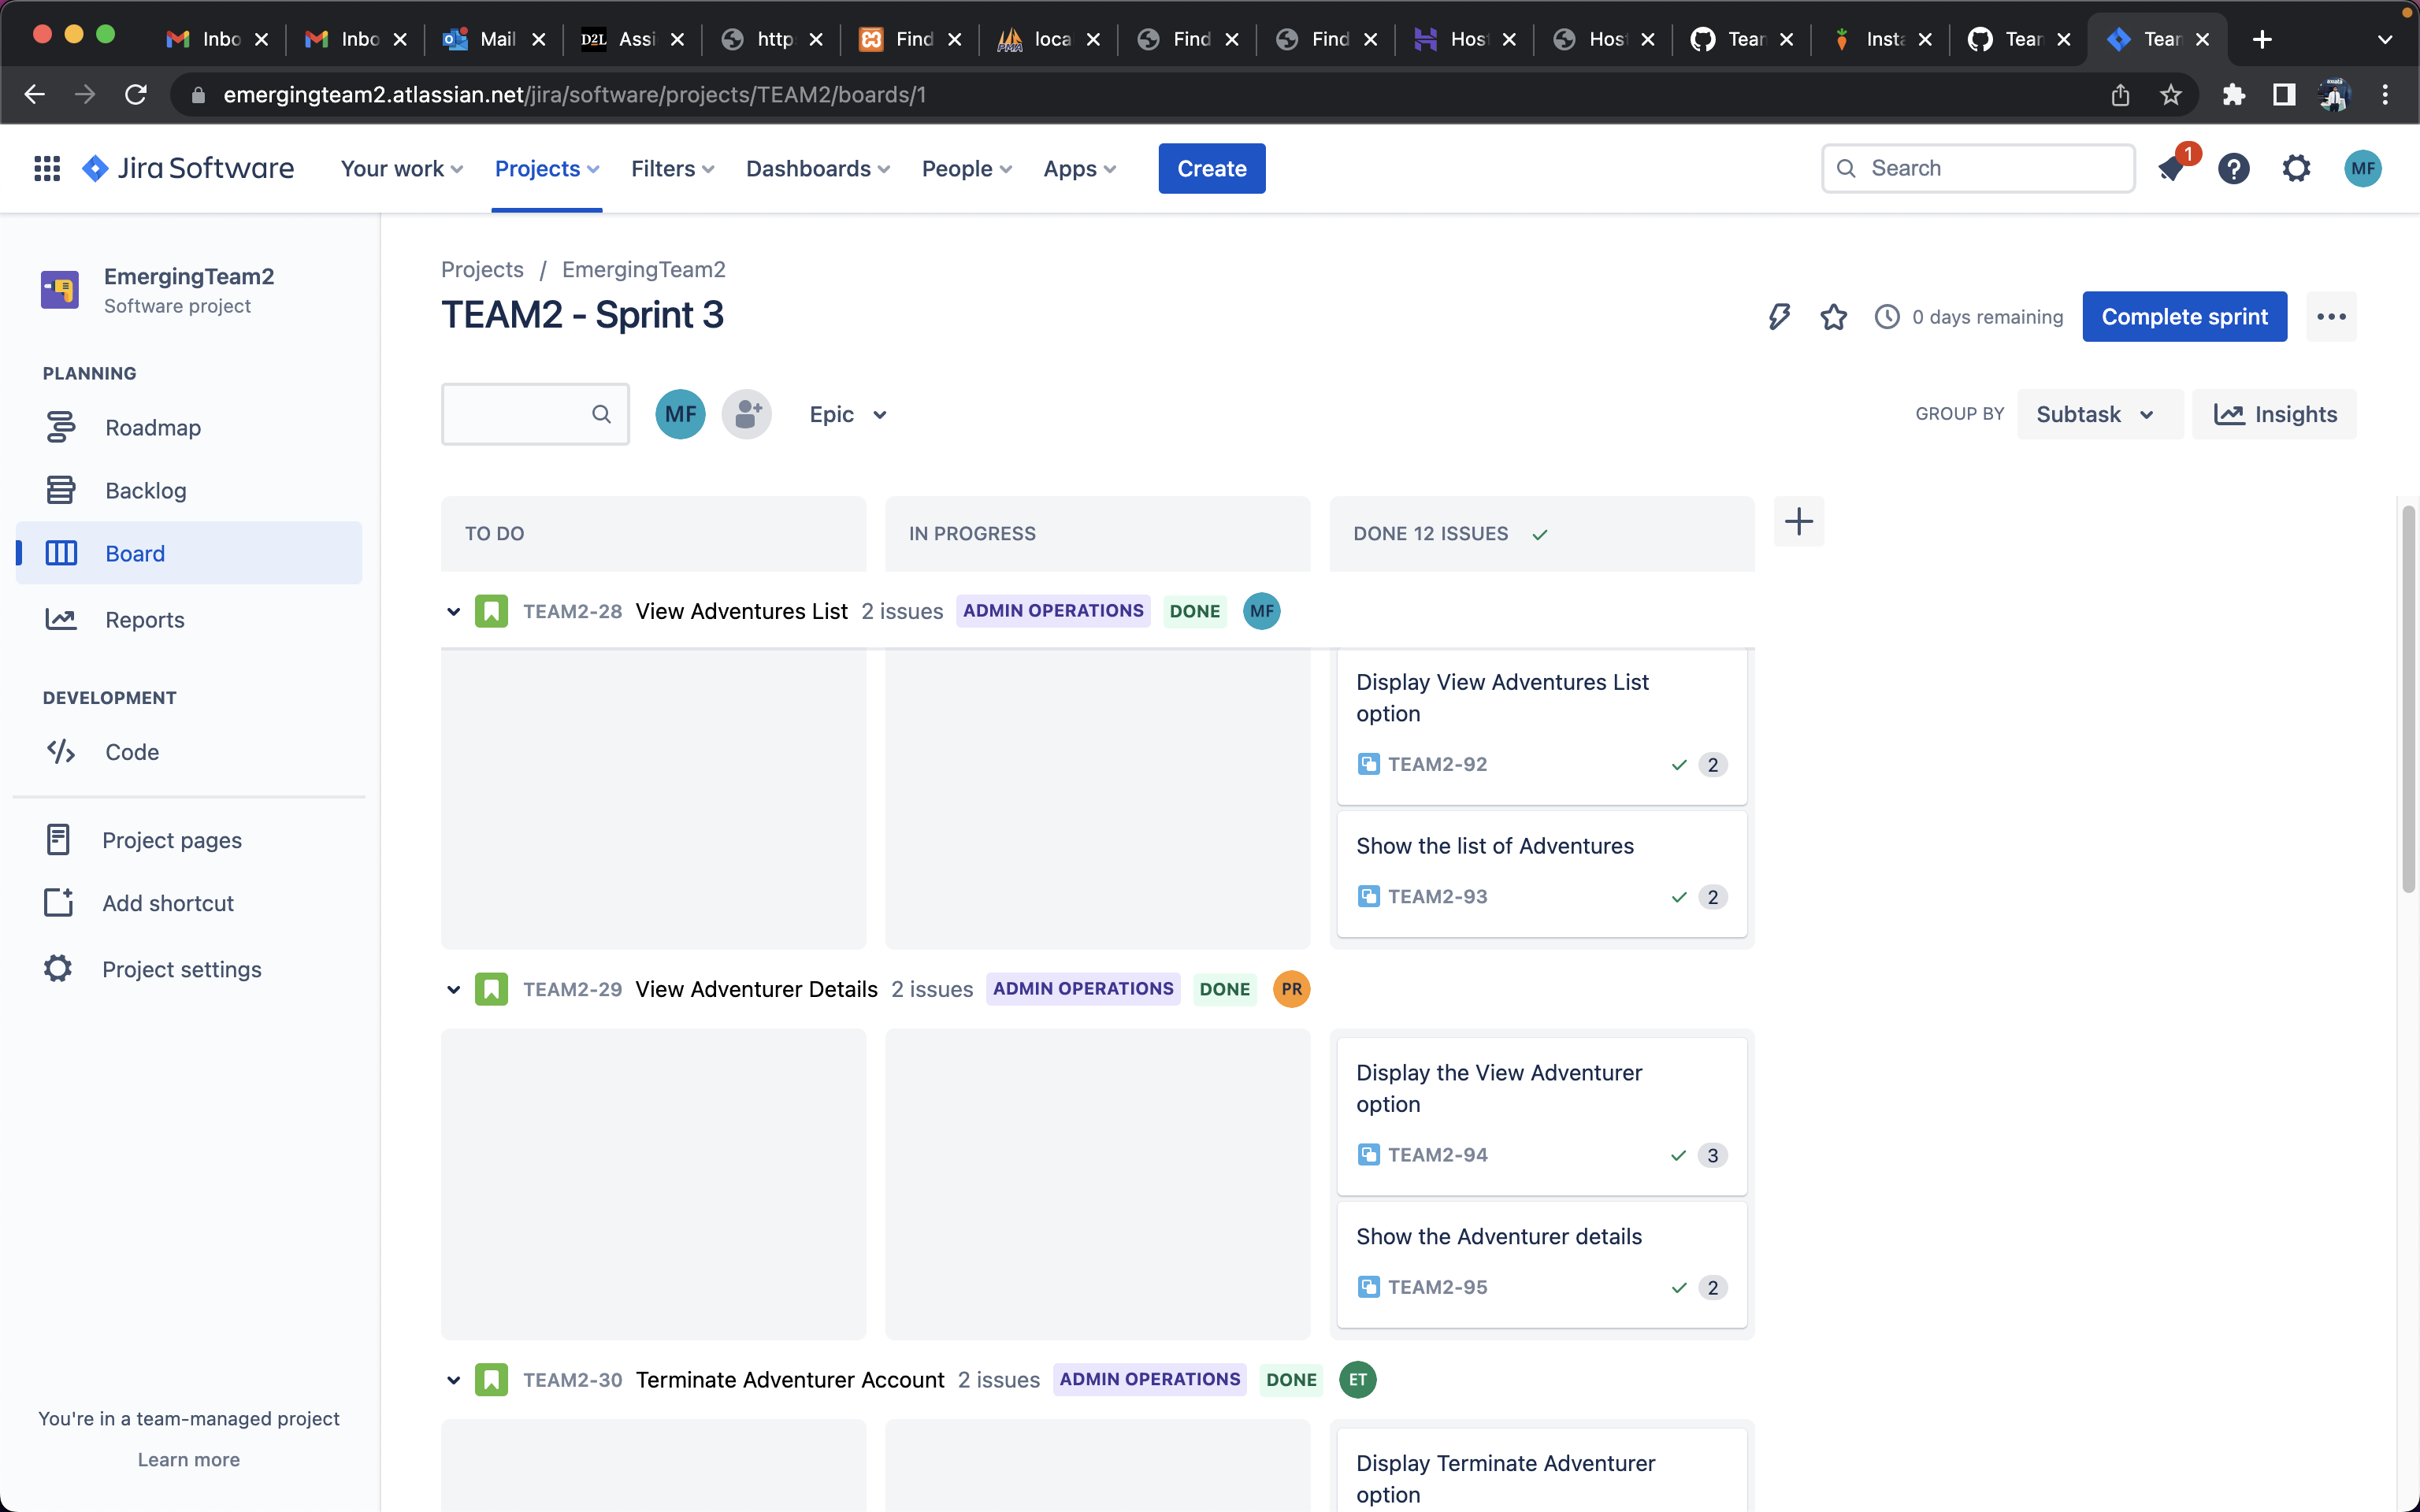 Inbo
Inbo
Mail
D2L Assi
http
Find
loca
Find
Find
Host
Host
Team
Insta
Team
Team
emergingteam2.atlassian.net/jira/software/projects/TEAM2/boards/1
Jira Software
Your work
Projects
Filters
Dashboards
People
Apps
Create
Search
1
MF
EmergingTeam2
Software project
PLANNING
Roadmap
Backlog
Board
Reports
DEVELOPMENT
Code
Project pages
Add shortcut
Project settings
You're in a team-managed project
Learn more
Projects / EmergingTeam2
TEAM2 - Sprint 3
0 days remaining
Complete sprint
MF
Epic
GROUP BY
Subtask
Insights
TO DO
IN PROGRESS
DONE 12 ISSUES
TEAM2-28 View Adventures List 2 issues ADMIN OPERATIONS DONE MF
Display View Adventures List
option
TEAM2-92 2
Show the list of Adventures
TEAM2-93 2
TEAM2-29 View Adventurer Details 2 issues ADMIN OPERATIONS DONE PR
Display the View Adventurer
option
TEAM2-94 3
Show the Adventurer details
TEAM2-95 2
TEAM2-30 Terminate Adventurer Account 2 issues ADMIN OPERATIONS DONE ET
Display Terminate Adventurer
option